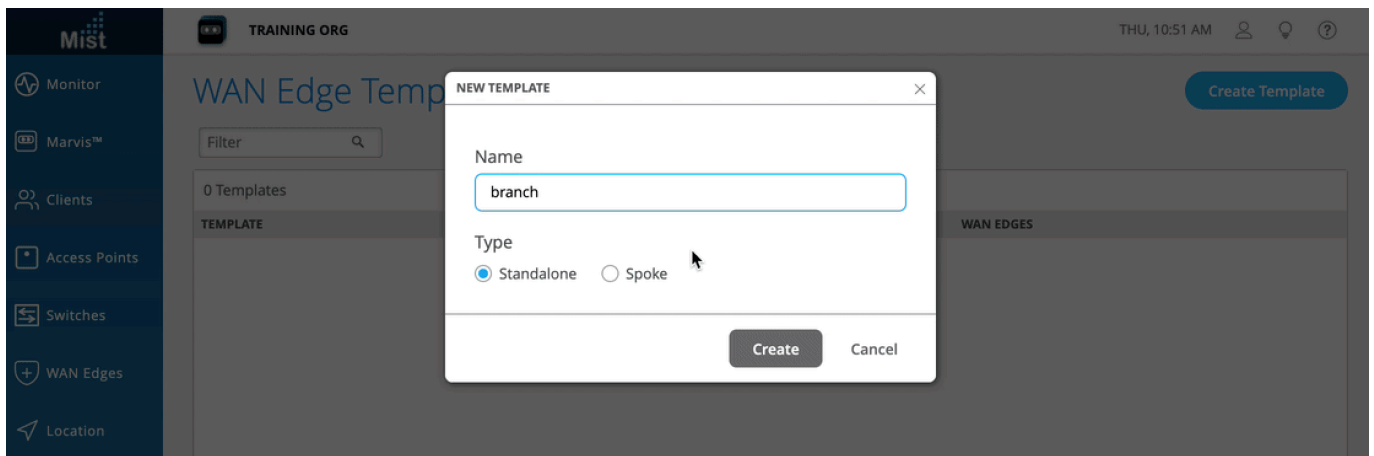 Mist
TRAINING ORG
THU, 10:51 AM
?
Monitor
Marvis™
Clients
Access Points
Switches
WAN Edges
Location
WAN Edge Temp
Create Template
Filter
0 Templates
TEMPLATE
WAN EDGES
NEW TEMPLATE
Name
branch
Type
Standalone Spoke
Create Cancel